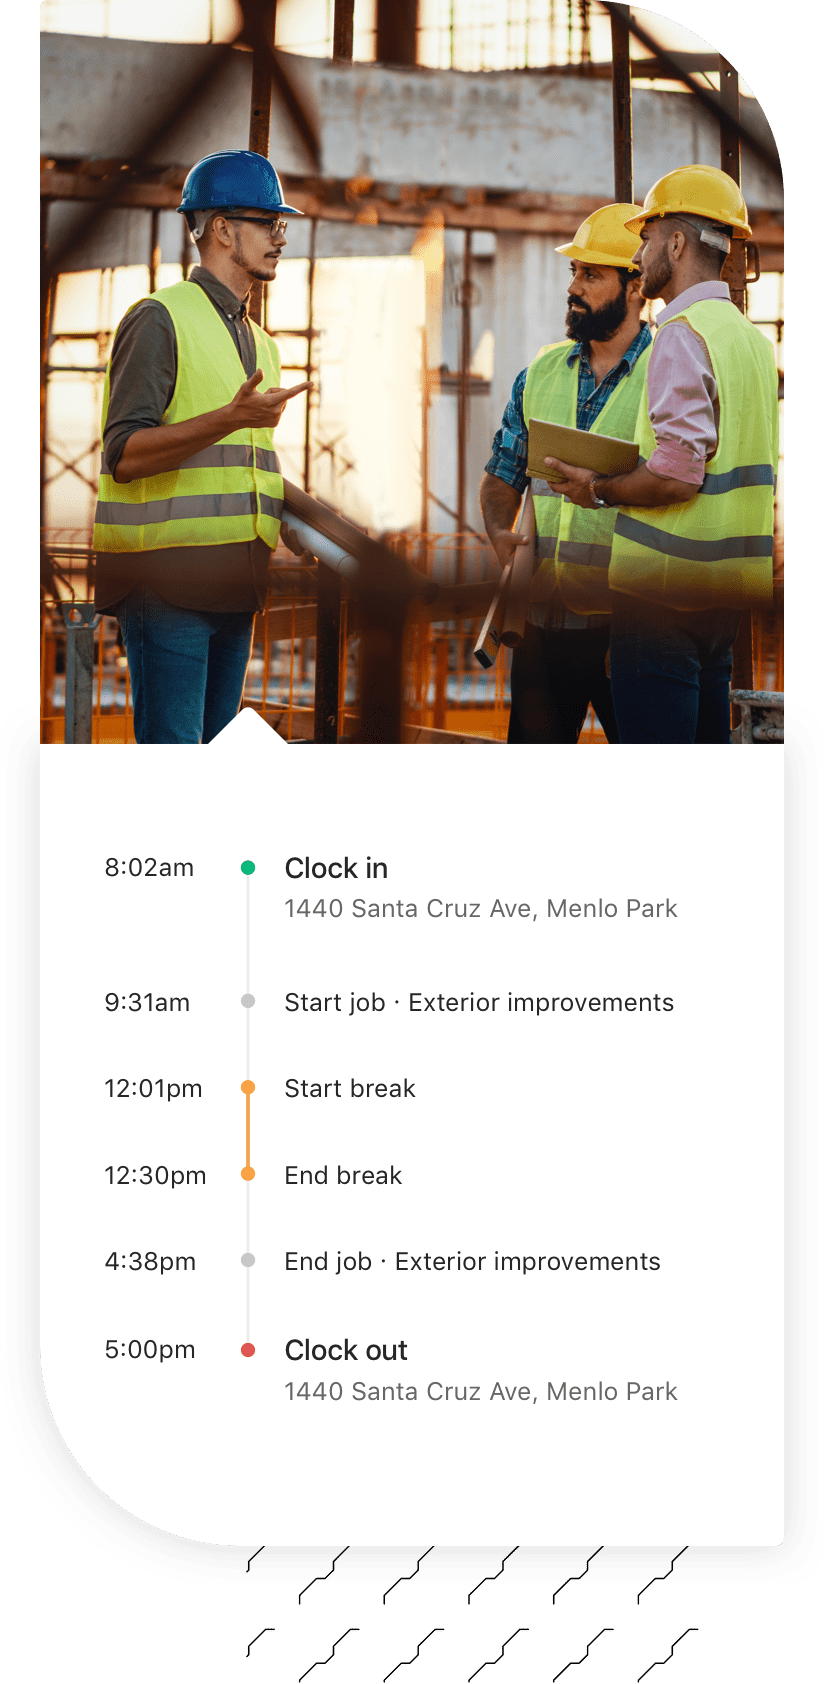 8:02am Clock in
1440 Santa Cruz Ave, Menlo Park
9:31am Start job · Exterior improvements
12:01pm Start break
12:30pm End break
4:38pm End job · Exterior improvements
5:00pm Clock out
1440 Santa Cruz Ave, Menlo Park